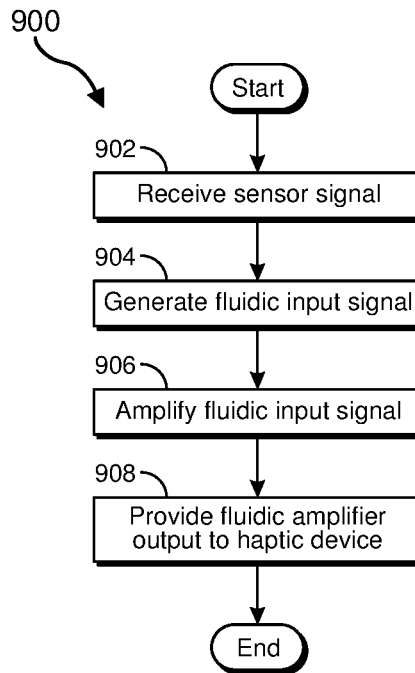 900
Start
902
Receive sensor signal
904
Generate fluidic input signal
906
Amplify fluidic input signal
908
Provide fluidic amplifier
output to haptic device
End